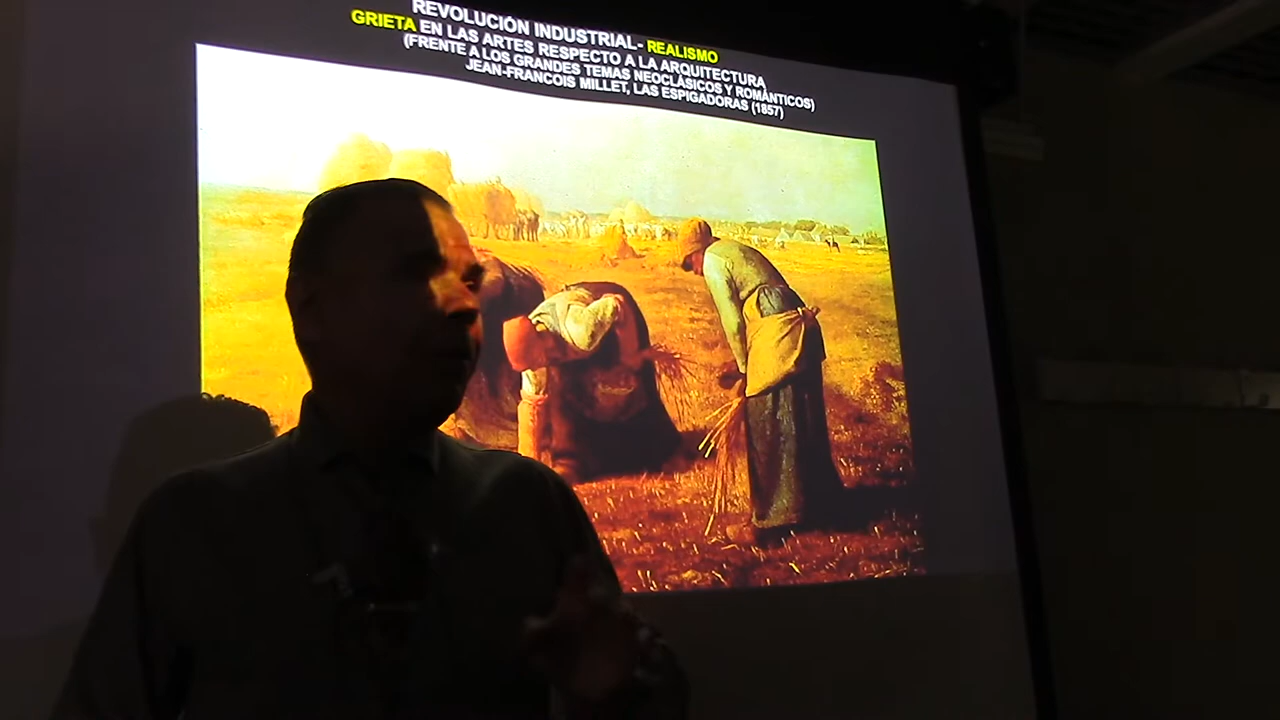 REVOLUCIÓN INDUSTRIAL- REALISMO
GRIETA EN LAS ARTES RESPECTO A LA ARQUITECTURA
(FRENTE A LOS GRANDES TEMAS NEOCLÁSICOS Y ROMÁNTICOS)
JEAN-FRANCOIS MILLET, LAS ESPIGADORAS (1857)